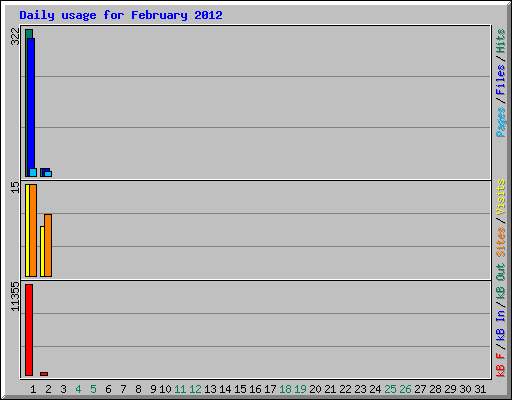 Daily usage for February 2012
322
Pages / Files / Hits
15
Sites / Visits
11355
kB F / kB In / kB Out
1 2 3 4 5 6 7 8 9 10 11 12 13 14 15 16 17 18 19 20 21 22 23 24 25 26 27 28 29 30 31